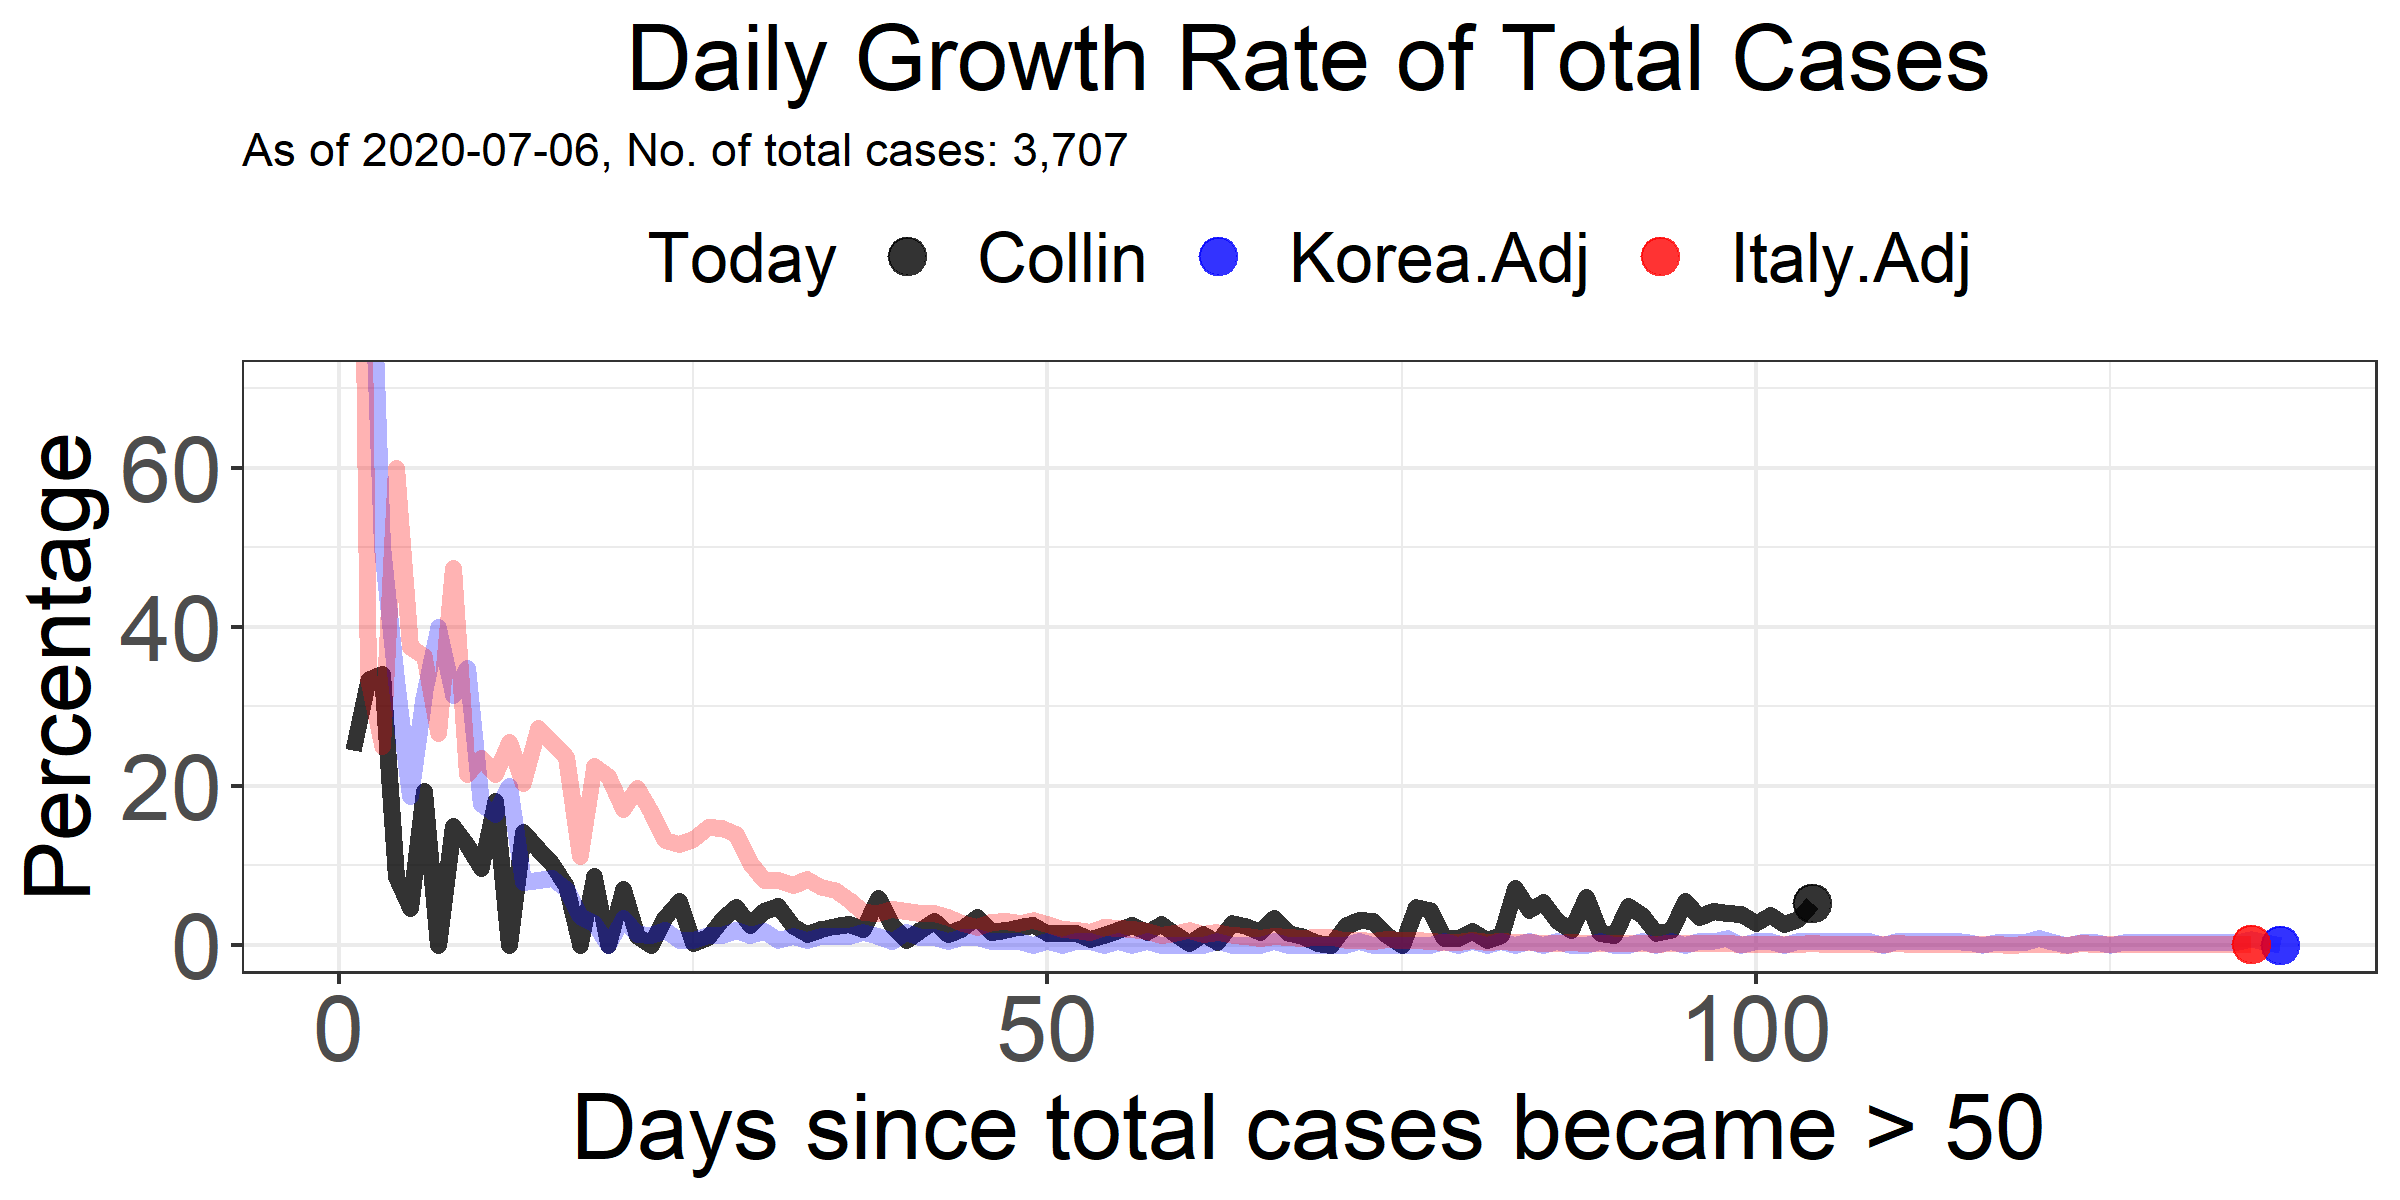 Daily Growth Rate of Total Cases
As of 2020-07-06, No. of total cases: 3,707
Today Collin Korea.Adj Italy.Adj
Percentage
60
40
20
0
0 50 100
Days since total cases became > 50